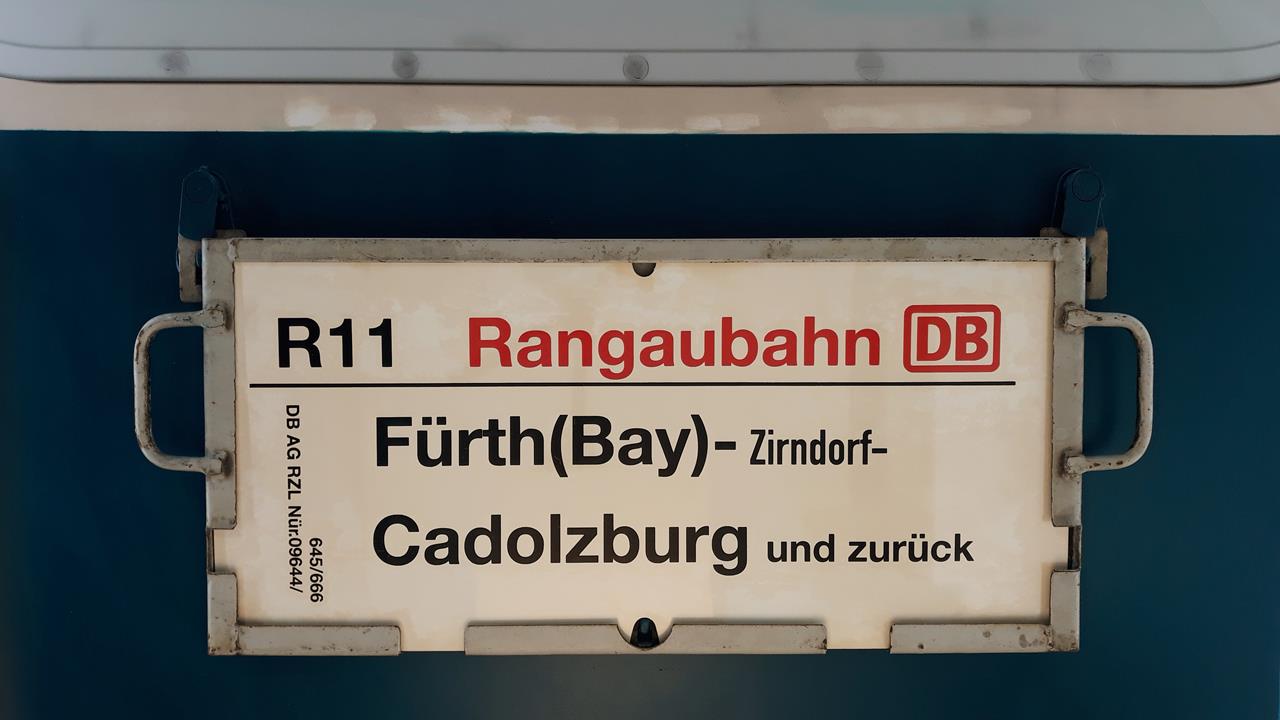 R11 Rangaubahn DB
Fürth(Bay)- Zirndorf-
Cadolzburg und zurück
DB AG RZL Nür.09644/
645/666